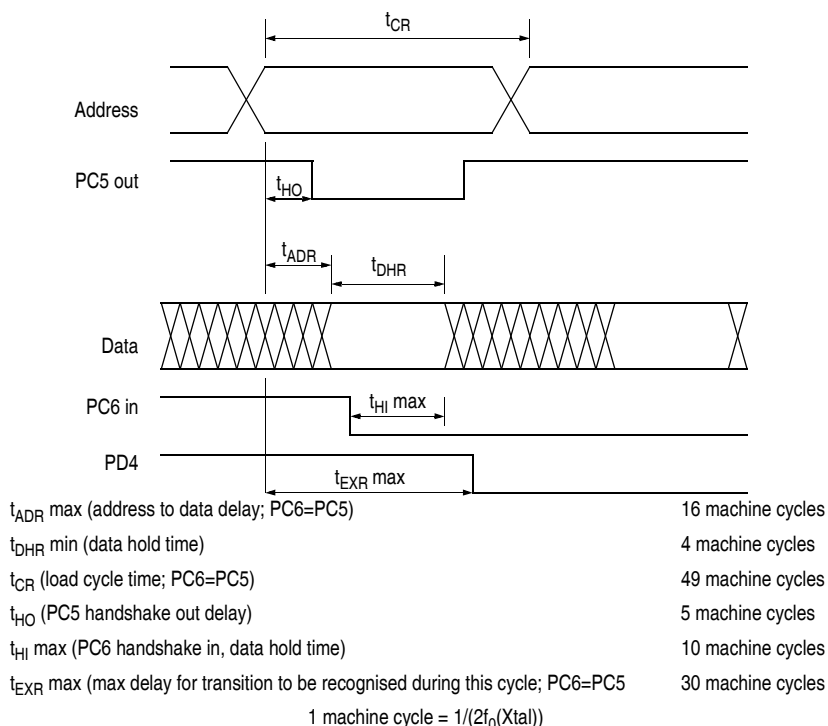 tCR
Address
PC5 out
tHO
tADR
tDHR
Data
PC6 in
tHI max
PD4
tEXR max
tADR max (address to data delay; PC6=PC5) 16 machine cycles
tDHR min (data hold time) 4 machine cycles
tCR (load cycle time; PC6=PC5) 49 machine cycles
tHO (PC5 handshake out delay) 5 machine cycles
tHI max (PC6 handshake in, data hold time) 10 machine cycles
tEXR max (max delay for transition to be recognised during this cycle; PC6=PC5 30 machine cycles
1 machine cycle = 1/(2f0(Xtal))